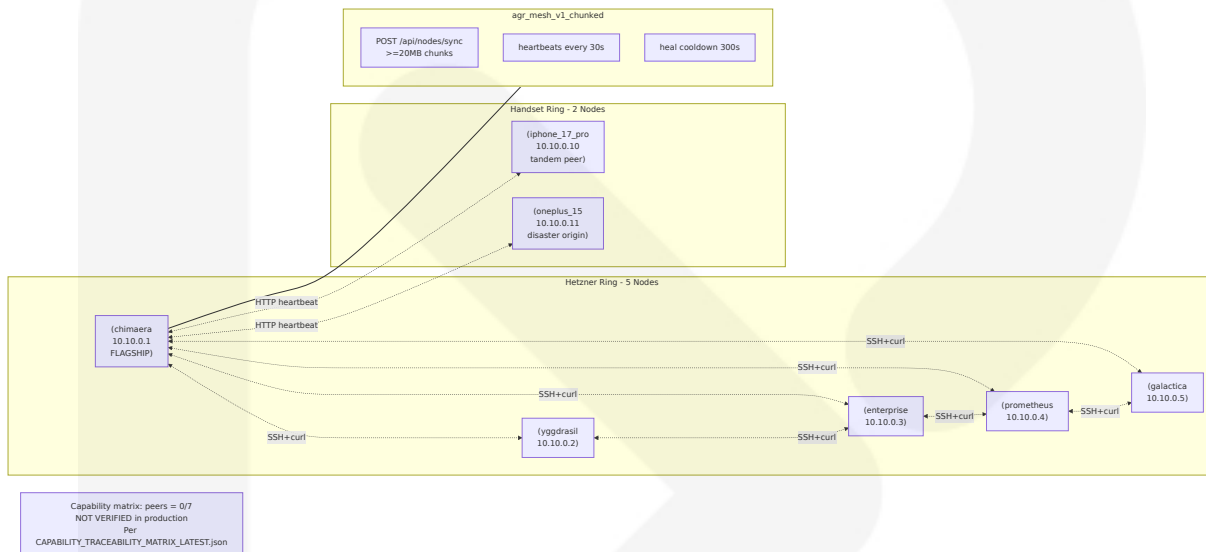 agr_mesh_v1_chunked
POST /api/nodes/sync
>=20MB chunks
heartbeats every 30s
heal cooldown 300s
Handset Ring - 2 Nodes
(iphone_17_pro
10.10.0.10
tandem peer)
(oneplus_15
10.10.0.11
disaster origin)
Hetzner Ring - 5 Nodes
HTTP heartbeat
HTTP heartbeat
(chimaera
10.10.0.1
FLAGSHIP)
SSH+curl
SSH+curl
SSH+curl
SSH+curl
(galactica
10.10.0.5)
(prometheus
10.10.0.4)
(enterprise
10.10.0.3)
SSH+curl
SSH+curl
(yggdrasil
10.10.0.2)
SSH+curl
Capability matrix: peers = 0/7
NOT VERIFIED in production
Per
CAPABILITY_TRACEABILITY_MATRIX_LATEST.json